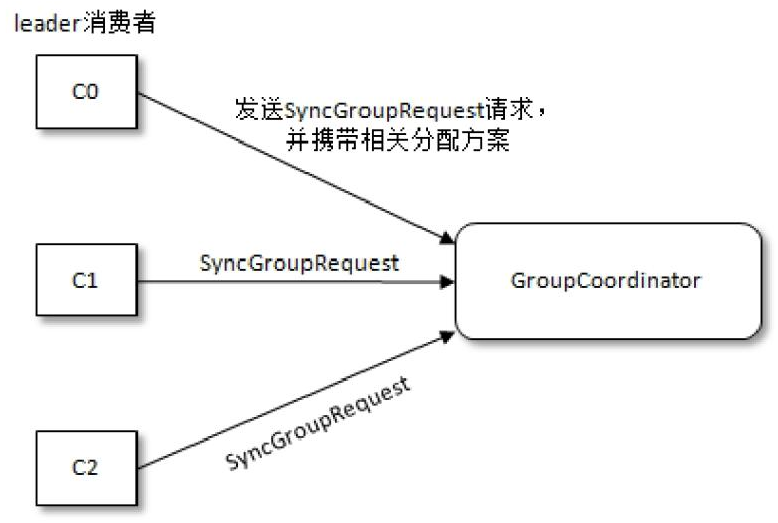 leader消费者
C0
发送SyncGroupRequest请求，
并携带相关分配方案
C1
SyncGroupRequest
GroupCoordinator
SyncGroupRequest
C2